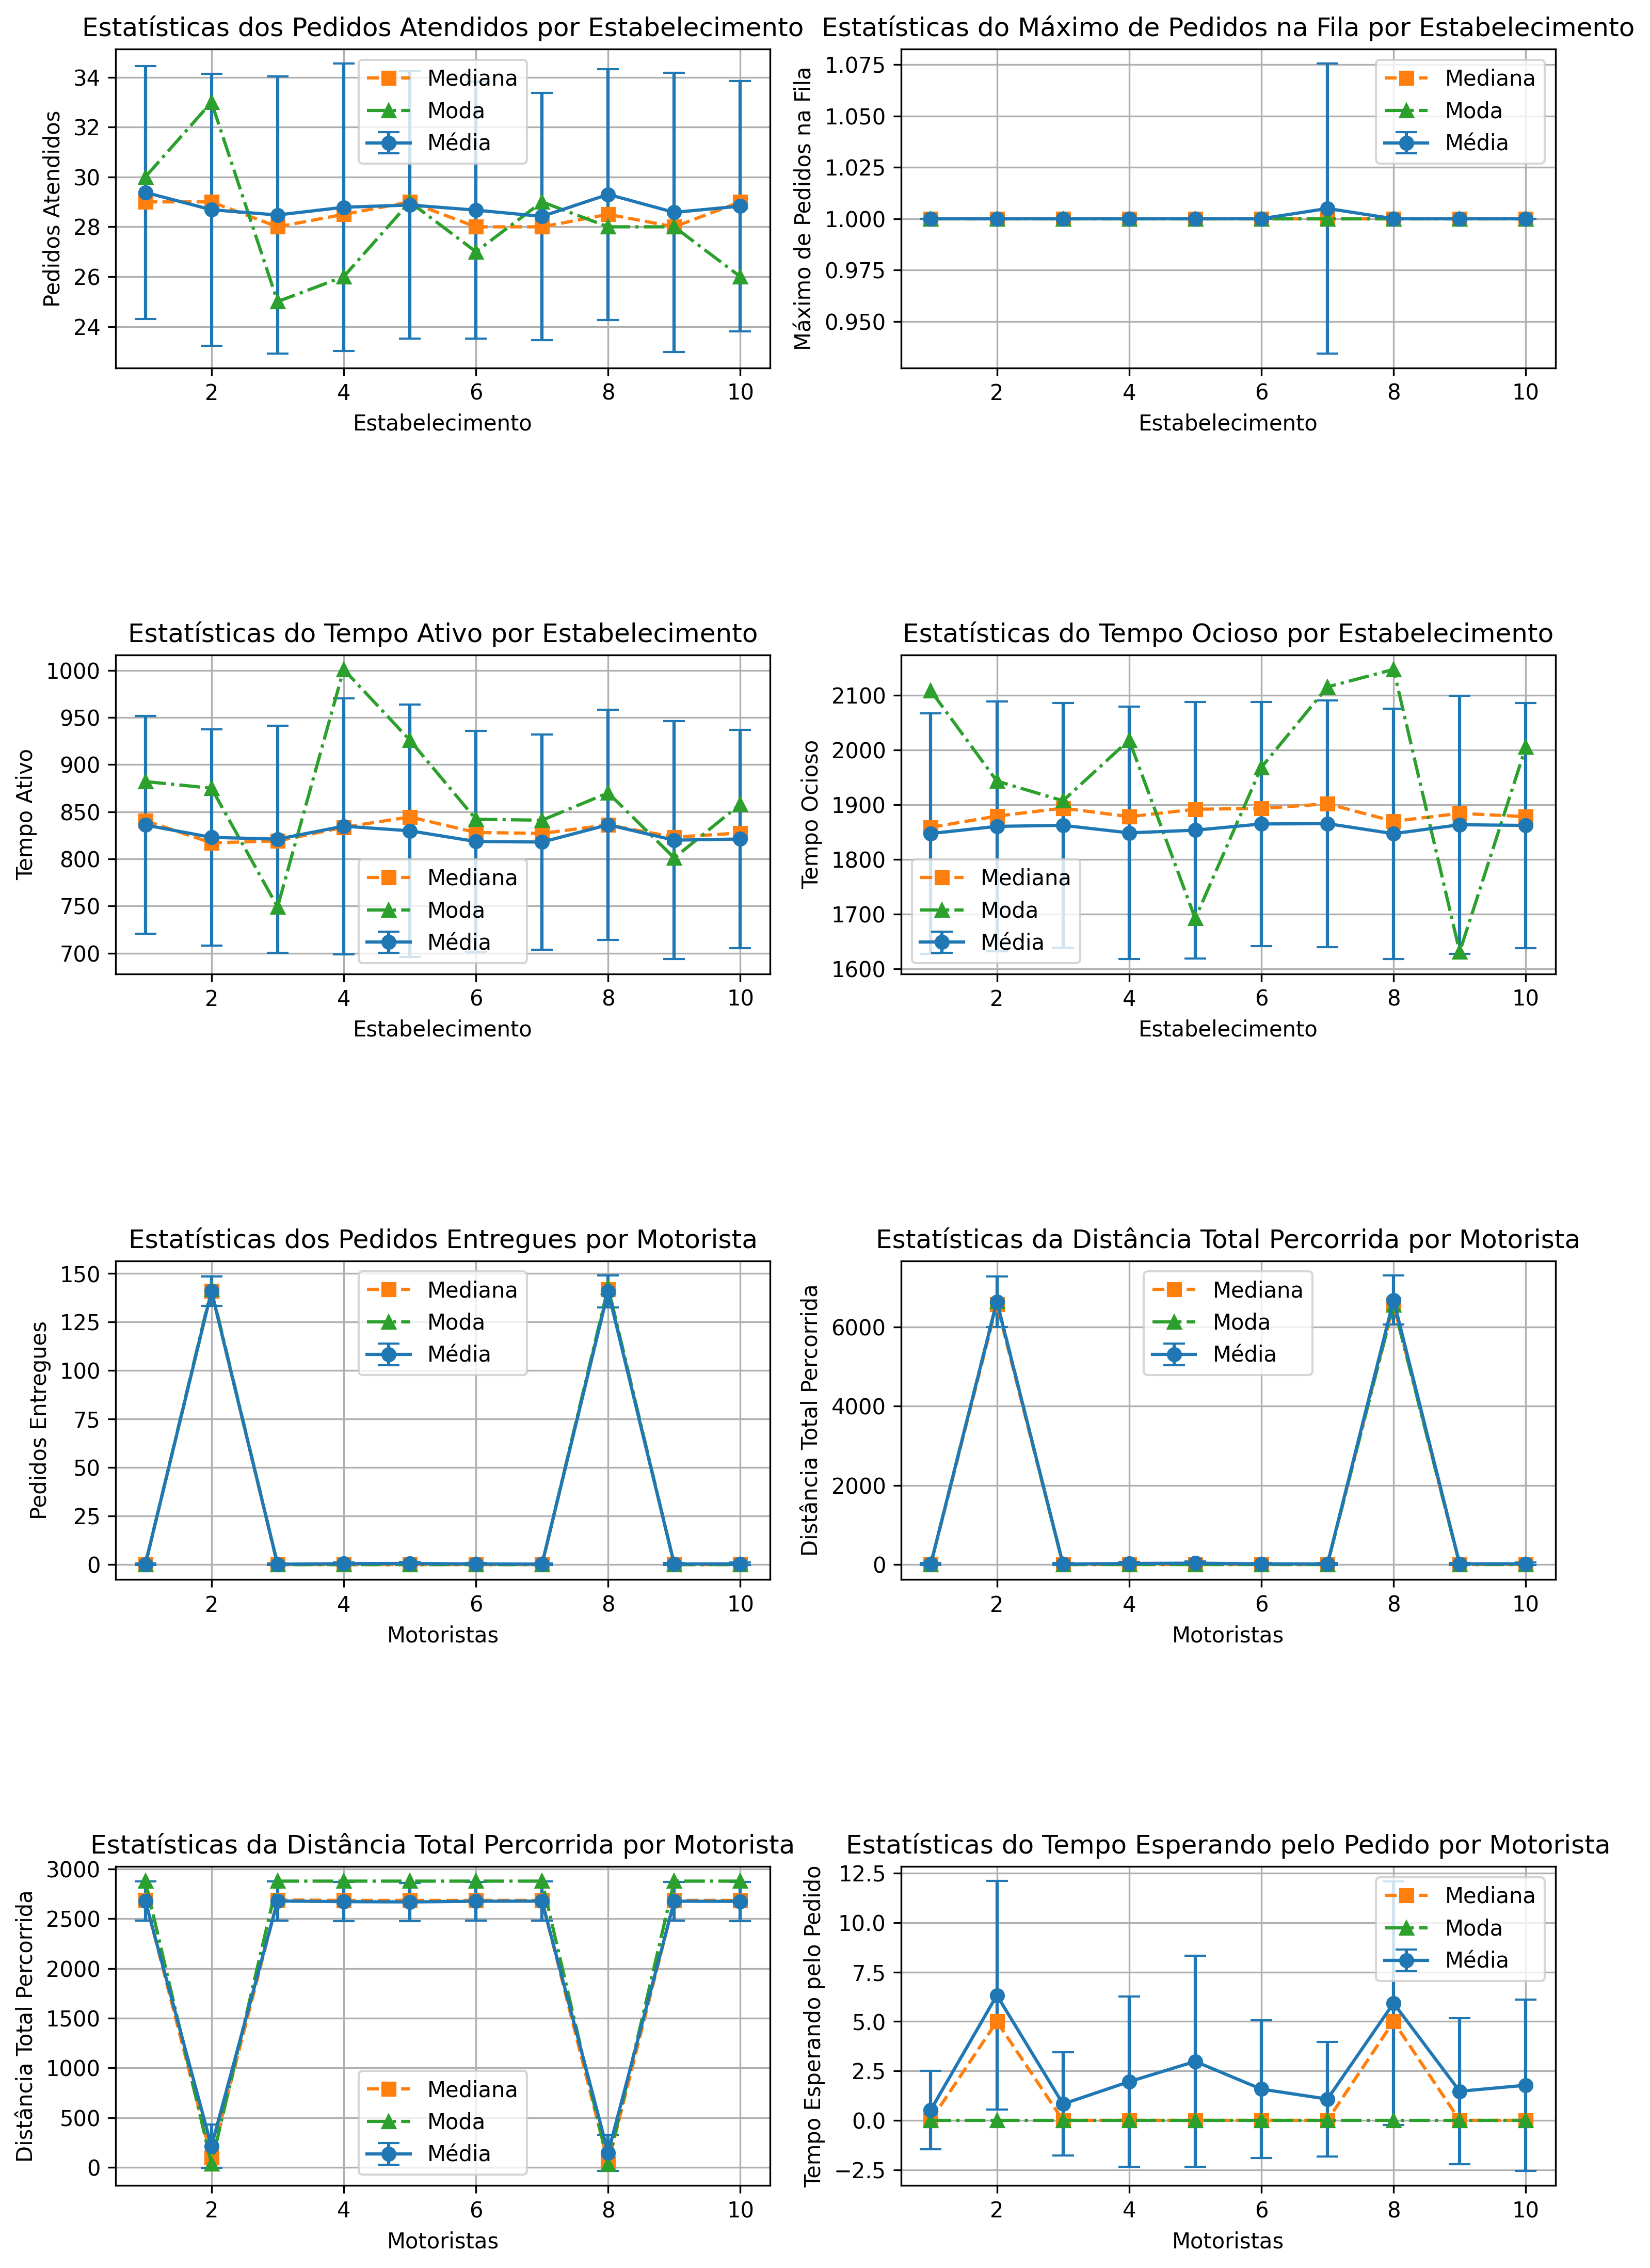 Estatísticas dos Pedidos Atendidos por Estabelecimento
Pedidos Atendidos
34
32
30
28
26
24
Mediana
Moda
Média
2 4 6 8 10
Estabelecimento
Estatísticas do Máximo de Pedidos na Fila por Estabelecimento
Máximo de Pedidos na Fila
1.075
1.050
1.025
1.000
0.975
0.950
Mediana
Moda
Média
2 4 6 8 10
Estabelecimento
Estatísticas do Tempo Ativo por Estabelecimento
Tempo Ativo
1000
950
900
850
800
750
700
Mediana
Moda
Média
2 4 6 8 10
Estabelecimento
Estatísticas do Tempo Ocioso por Estabelecimento
Tempo Ocioso
2100
2000
1900
1800
1700
1600
Mediana
Moda
Média
2 4 6 8 10
Estabelecimento
Estatísticas dos Pedidos Entregues por Motorista
Pedidos Entregues
150
125
100
75
50
25
0
Mediana
Moda
Média
2 4 6 8 10
Motoristas
Estatísticas da Distância Total Percorrida por Motorista
Distância Total Percorrida
6000
4000
2000
0
Mediana
Moda
Média
2 4 6 8 10
Motoristas
Estatísticas da Distância Total Percorrida por Motorista
Distância Total Percorrida
3000
2500
2000
1500
1000
500
0
Mediana
Moda
Média
2 4 6 8 10
Motoristas
Estatísticas do Tempo Esperando pelo Pedido por Motorista
Tempo Esperando pelo Pedido
12.5
10.0
7.5
5.0
2.5
0.0
−2.5
Mediana
Moda
Média
2 4 6 8 10
Motoristas